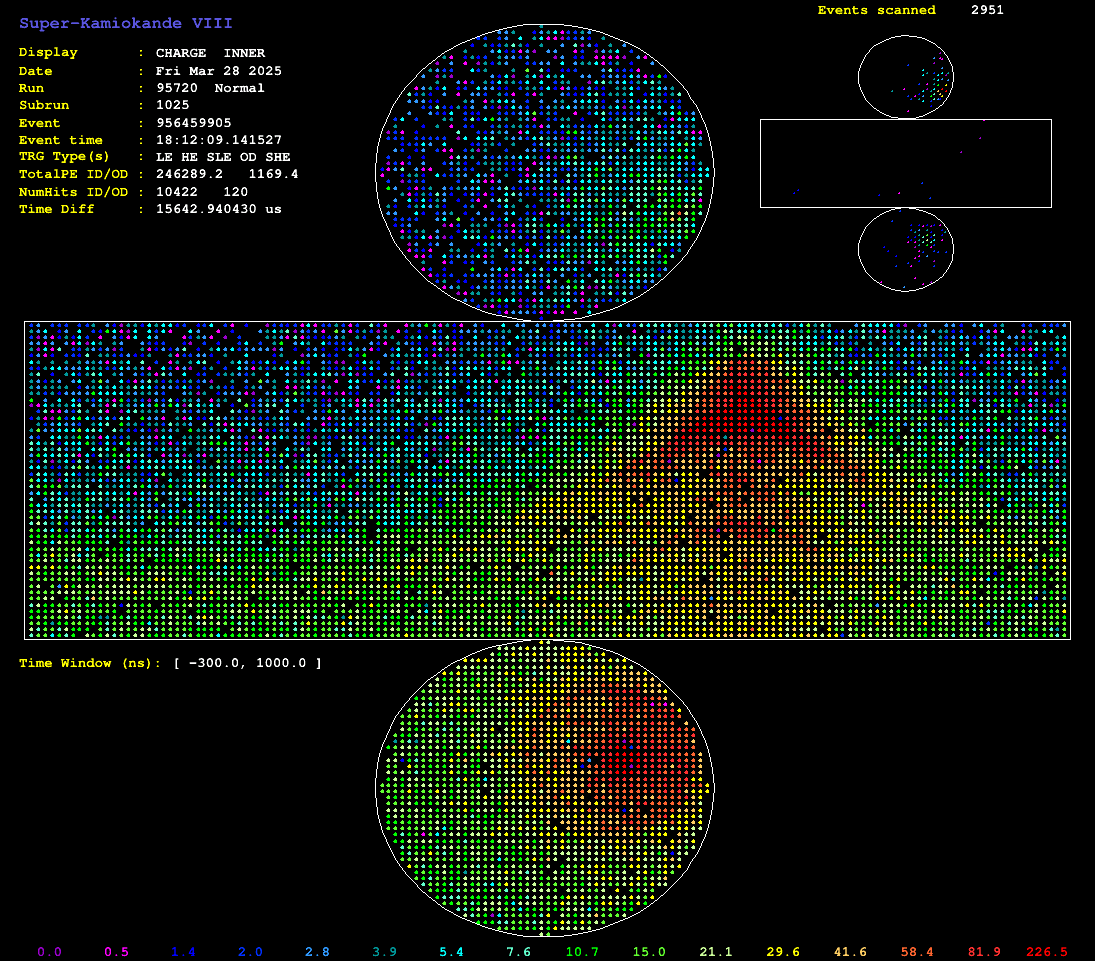 Super-Kamiokande VIII
Events scanned 2951
Display : CHARGE INNER
Date : Fri Mar 28 2025
Run : 95720 Normal
Subrun : 1025
Event : 956459905
Event time : 18:12:09.141527
TRG Type(s) : LE HE SLE OD SHE
TotalPE ID/OD : 246289.2 1169.4
NumHits ID/OD : 10422 120
Time Diff : 15642.940430 us
Time Window (ns): [ -300.0, 1000.0 ]
0.0 0.5 1.4 2.0 2.8 3.9 5.4 7.6 10.7 15.0 21.1 29.6 41.6 58.4 81.9 226.5